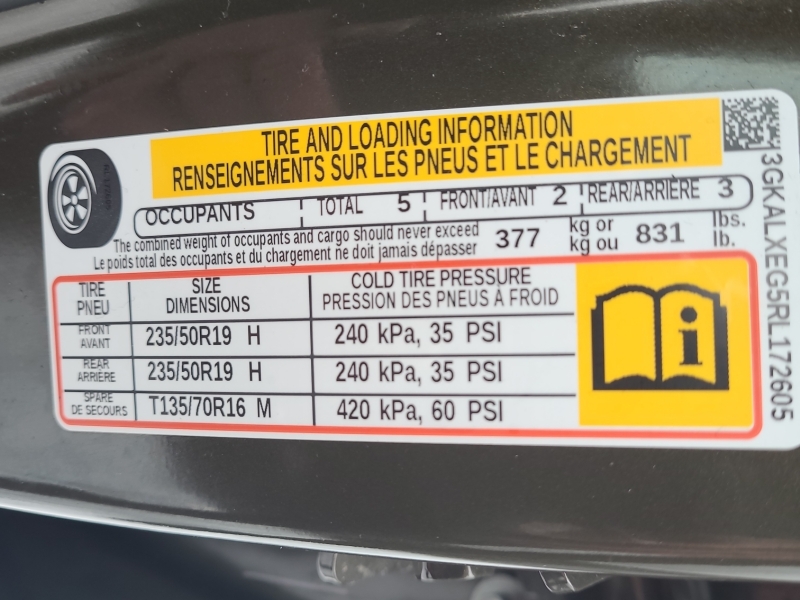 TIRE AND LOADING INFORMATION
RENSEIGNEMENTS SUR LES PNEUS ET LE CHARGEMENT
OCCUPANTS TOTAL 5 FRONT/AVANT 2 REAR/ARRIÈRE 3
The combined weight of occupants and cargo should never exceed
Le poids total des occupants et du chargement ne doit jamais dépasser
377 kg or kg ou 831 lbs. lb.
TIRE PNEU SIZE DIMENSIONS COLD TIRE PRESSURE PRESSION DES PNEUS À FROID
FRONT AVANT 235/50R19 H 240 kPa, 35 PSI
REAR ARRIÈRE 235/50R19 H 240 kPa, 35 PSI
SPARE DE SECOURS T135/70R16 M 420 kPa, 60 PSI
i
3GKALXEG5RL172605